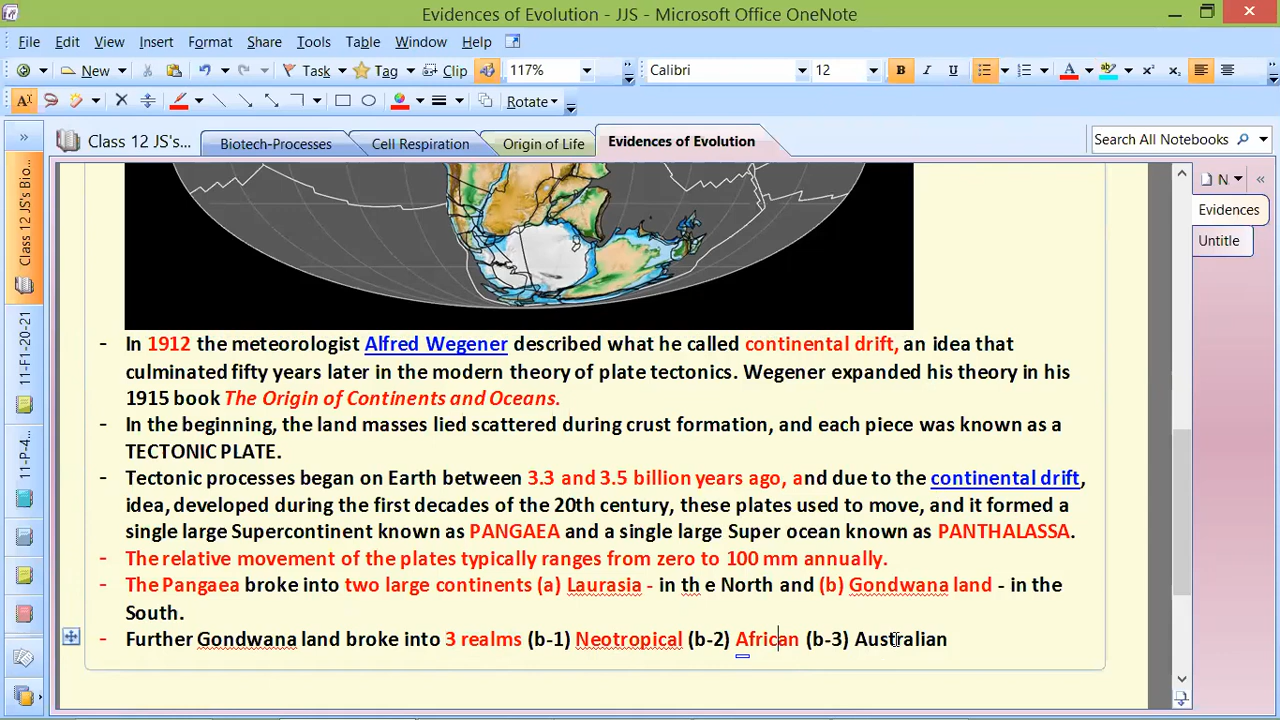 Evidences of Evolution - JJS - Microsoft Office OneNote
File Edit View Insert Format Share Tools Table Window Help
New Task Tag Clip 117% Calibri 12 B I U A ab x² x₂
A Rotate
» Class 12 JS's... Biotech-Processes Cell Respiration Origin of Life Evidences of Evolution Search All Notebooks
N «
Evidences
Untitle
Class 12 JS's Bio...
11-F1-20-21
11-P-4...
- In 1912 the meteorologist Alfred Wegener described what he called continental drift, an idea that
culminated fifty years later in the modern theory of plate tectonics. Wegener expanded his theory in his
1915 book The Origin of Continents and Oceans.
- In the beginning, the land masses lied scattered during crust formation, and each piece was known as a
TECTONIC PLATE.
- Tectonic processes began on Earth between 3.3 and 3.5 billion years ago, and due to the continental drift,
idea, developed during the first decades of the 20th century, these plates used to move, and it formed a
single large Supercontinent known as PANGAEA and a single large Super ocean known as PANTHALASSA.
- The relative movement of the plates typically ranges from zero to 100 mm annually.
- The Pangaea broke into two large continents (a) Laurasia - in th e North and (b) Gondwana land - in the
South.
- Further Gondwana land broke into 3 realms (b-1) Neotropical (b-2) African (b-3) Australian